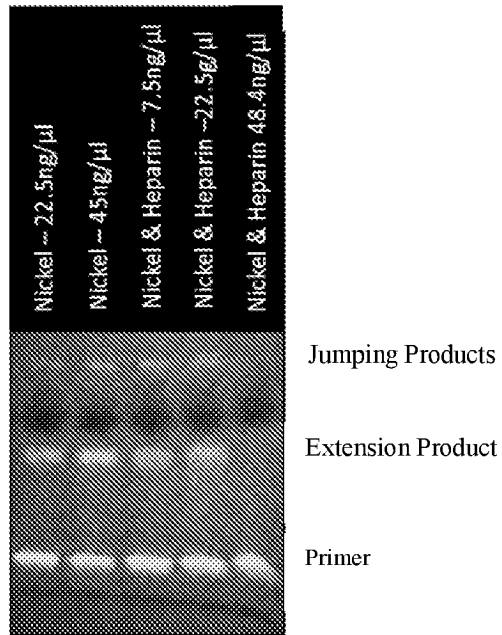 Nickel ~ 22.5ng/µl
Nickel ~ 45ng/µl
Nickel & Heparin ~ 7.5ng/µl
Nickel & Heparin ~22.5g/µl
Nickel & Heparin 48.4ng/µl
Jumping Products
Extension Product
Primer